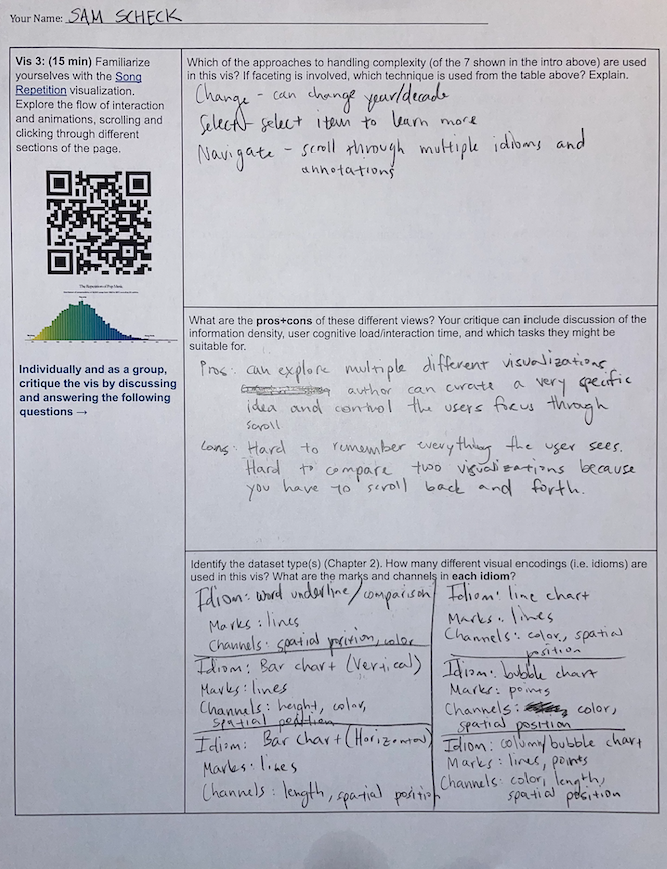 Your Name: SAM SCHECK
Vis 3: (15 min) Familiarize
yourselves with the Song
Repetition visualization.
Explore the flow of interaction
and animations, scrolling and
clicking through different
sections of the page.
The Repetition of Pop Music
Individually and as a group,
critique the vis by discussing
and answering the following
questions →
Which of the approaches to handling complexity (of the 7 shown in the intro above) are used
in this vis? If faceting is involved, which technique is used from the table above? Explain.
Change - can change year/decade
Select - select item to learn more
Navigate - scroll through multiple idioms and
annotations
What are the pros+cons of these different views? Your critique can include discussion of the
information density, user cognitive load/interaction time, and which tasks they might be
suitable for.
Pros: can explore multiple different visualizations
author can curate a very specific
idea and control the users focus through
scroll
Cons: Hard to remember everything the user sees.
Hard to compare two visualizations because
you have to scroll back and forth.
Identify the dataset type(s) (Chapter 2). How many different visual encodings (i.e. idioms) are
used in this vis? What are the marks and channels in each idiom?
Idiom: word underline/comparison
Marks: lines
Channels: spatial position, color
Idiom: Bar chart (Vertical)
Marks: lines
Channels: height, color,
spatial position
Idiom: Bar chart (Horizontal)
Marks: lines
Channels: length, spatial position
Idiom: line chart
Marks: lines
Channels: color, spatial
position
Idiom: bubble chart
Marks: points
Channels: color,
spatial position
Idiom: column/bubble chart
Marks: lines, points
Channels: color, length,
spatial position